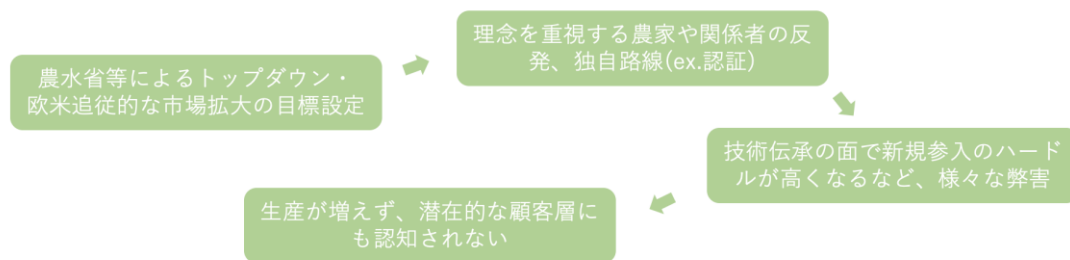 農水省等によるトップダウン・
欧米追従的な市場拡大の目標設定
理念を重視する農家や関係者の反
発、独自路線(ex.認証)
技術伝承の面で新規参入のハード
ルが高くなるなど、様々な弊害
生産が増えず、潜在的な顧客層に
も認知されない